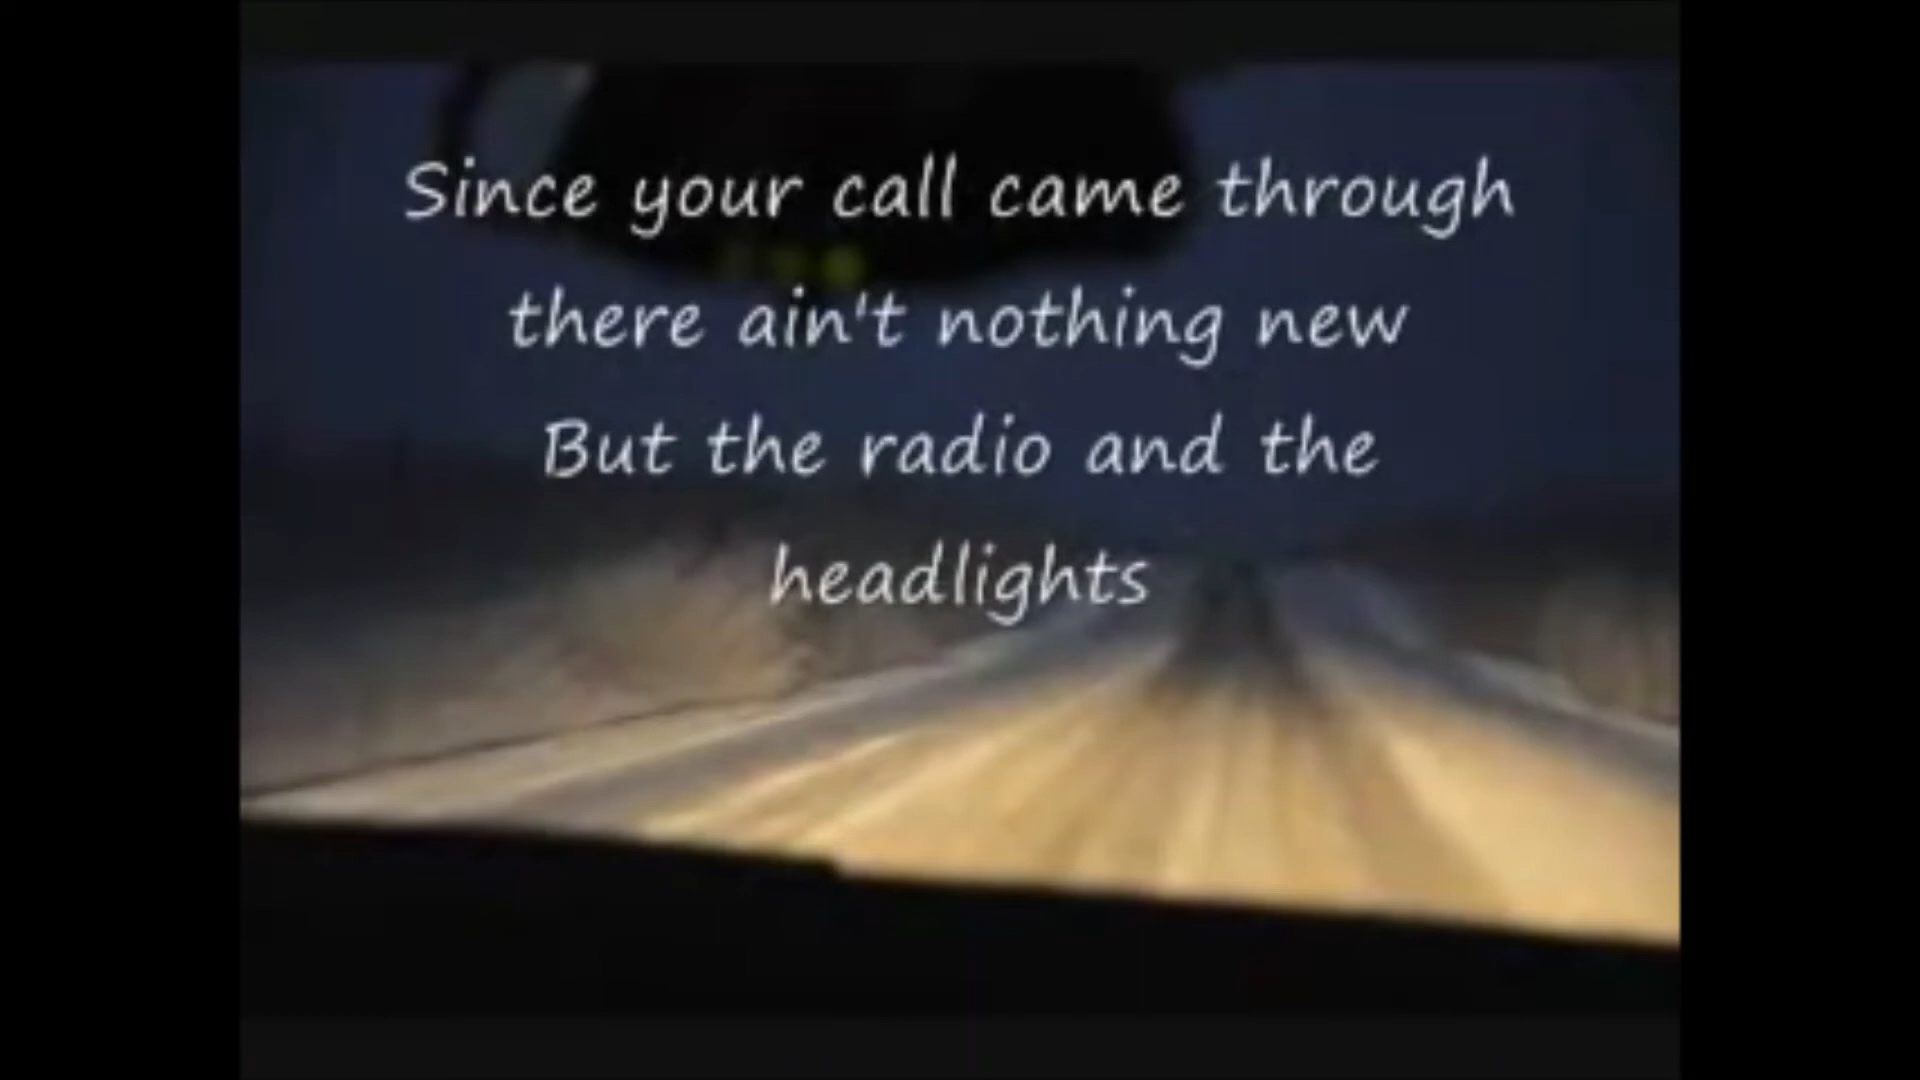 Since your call came through
there ain't nothing new
But the radio and the
headlights